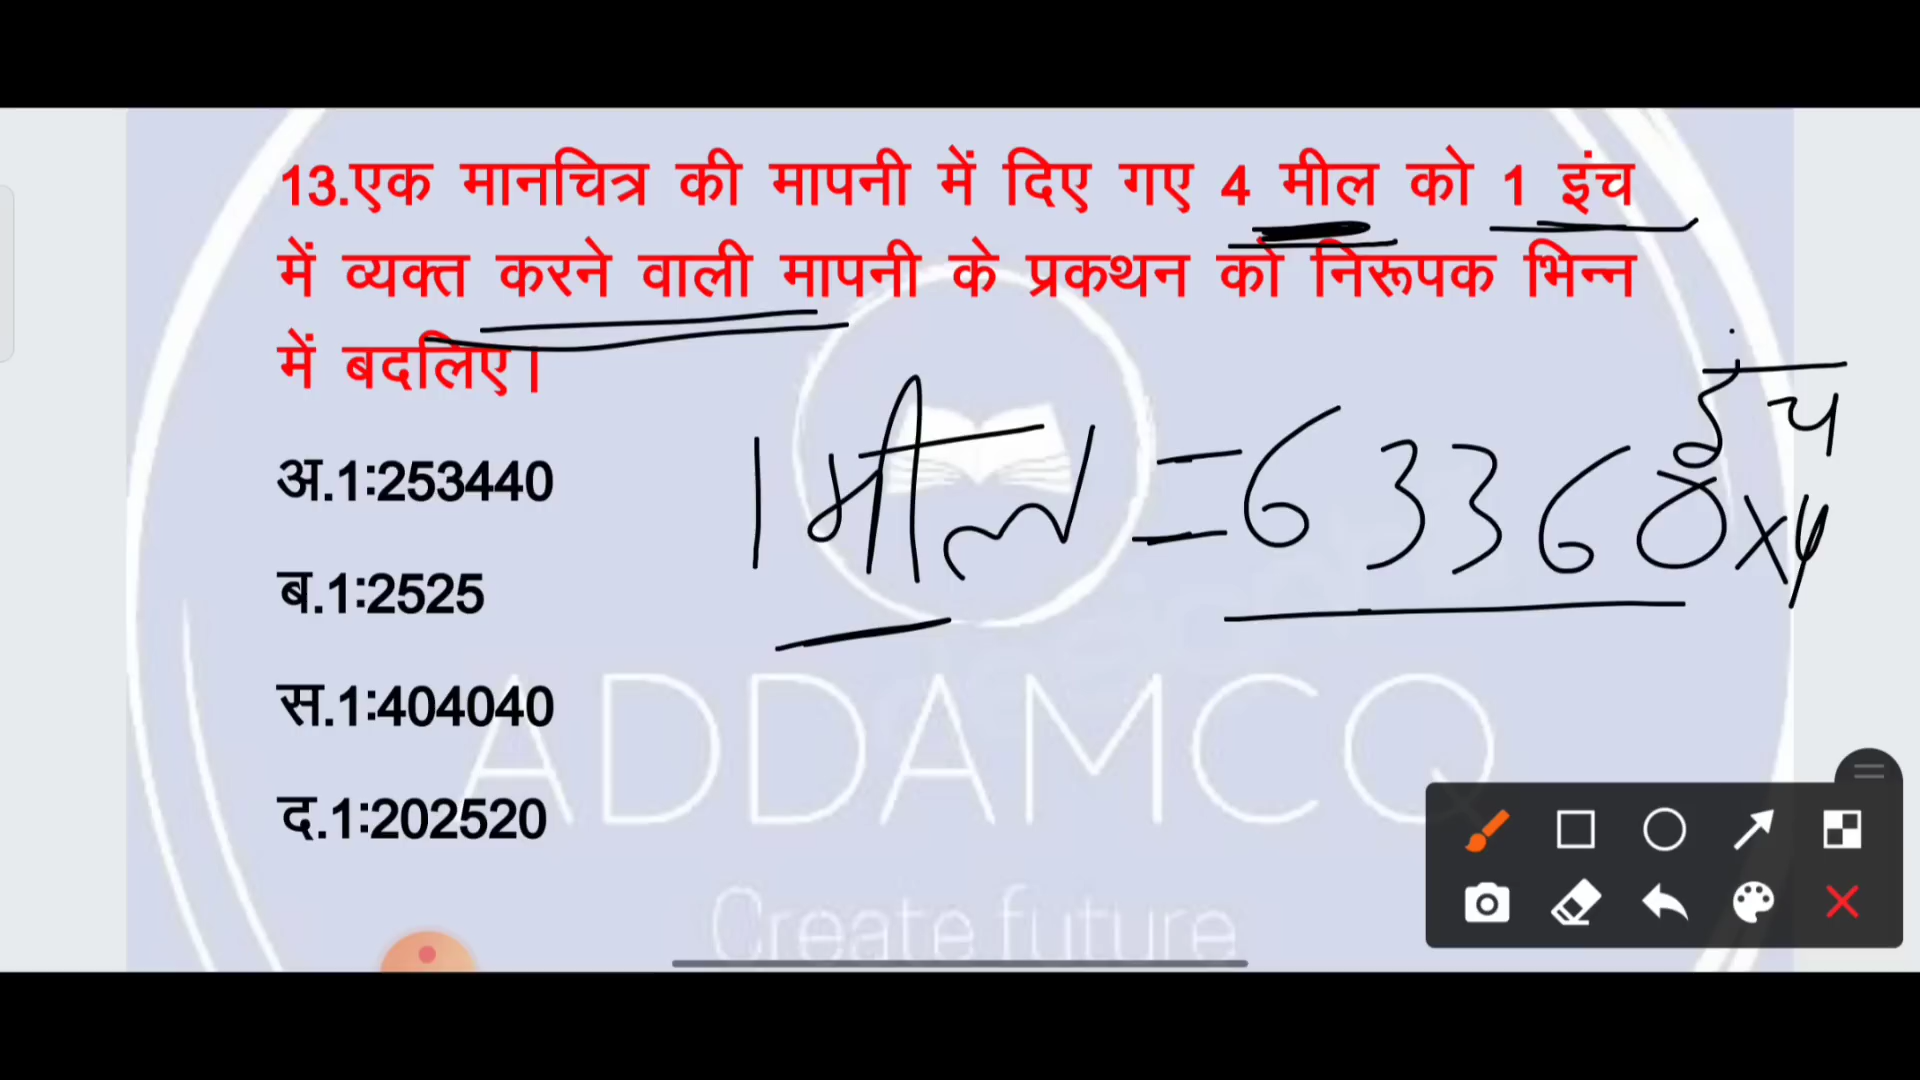 13.एक मानचित्र की मापनी में दिए गए 4 मील को 1 इंच
में व्यक्त करने वाली मापनी के प्रकथन को निरूपक भिन्न
में बदलिए।
1 मील = 63360 x 4
अ.1:253440
ब.1:2525
स.1:404040
द.1:202520
ADDAMCQ
Create future